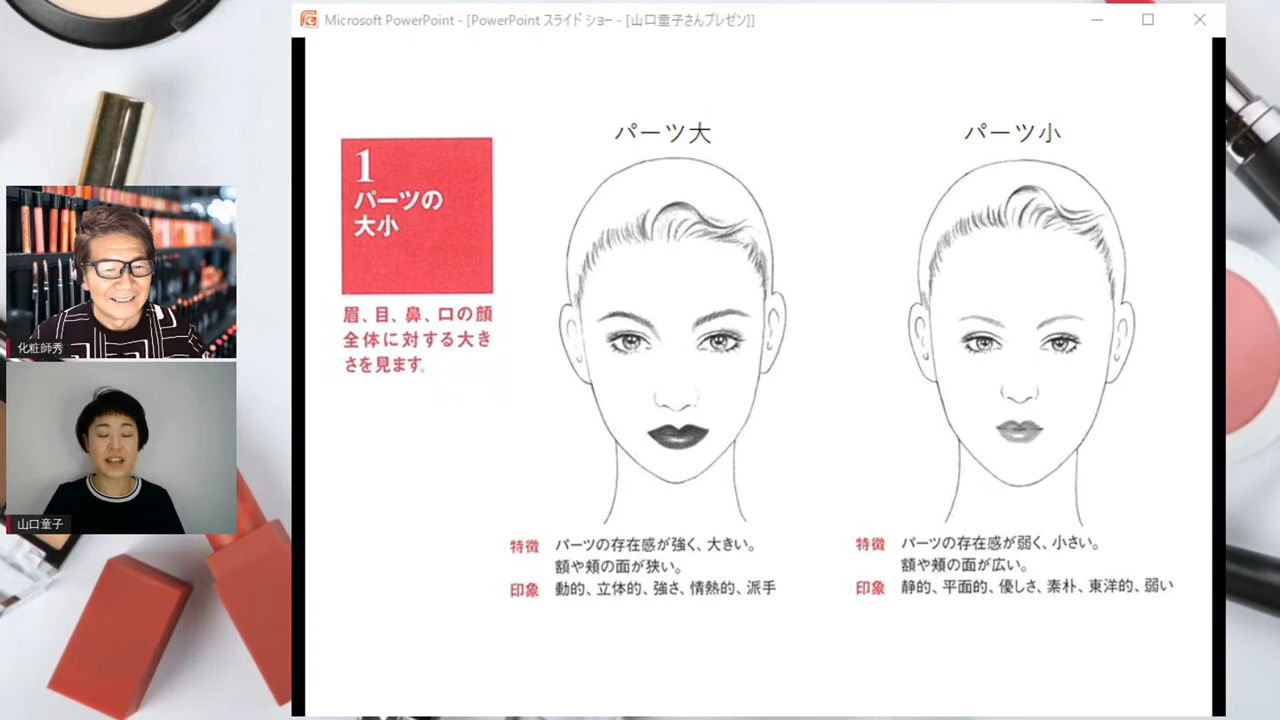 Microsoft PowerPoint - [PowerPoint スライド ショー - [山口童子さんプレゼン]]
1
パーツの
大小
眉、目、鼻、口の顔
全体に対する大き
さを見ます。
パーツ大
パーツ小
特徴 パーツの存在感が強く、大きい。
額や頬の面が狭い。
印象 動的、立体的、強さ、情熱的、派手
特徴 パーツの存在感が弱く、小さい。
額や頬の面が広い。
印象 静的、平面的、優しさ、素朴、東洋的、弱い
化粧師秀
山口童子